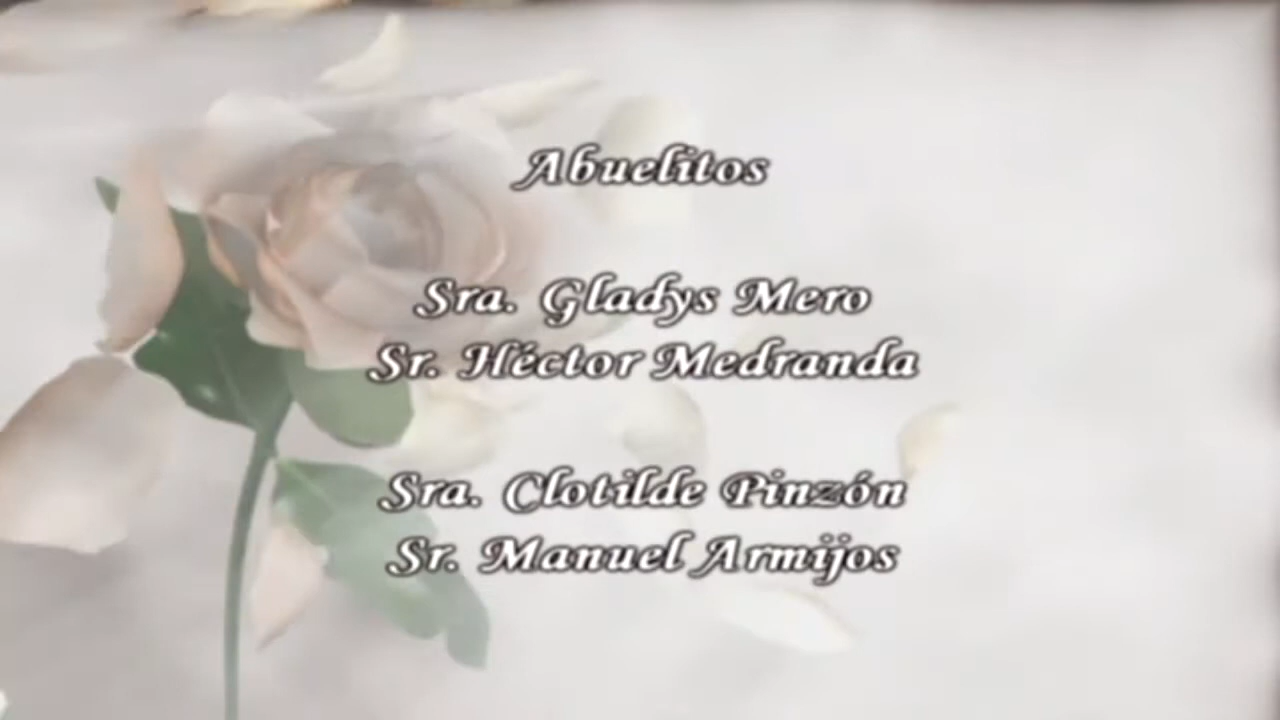 Abuelitos
Sra. Gladys Mero
Sr. Héctor Medranda
Sra. Clotilde Pinzón
Sr. Manuel Armijos